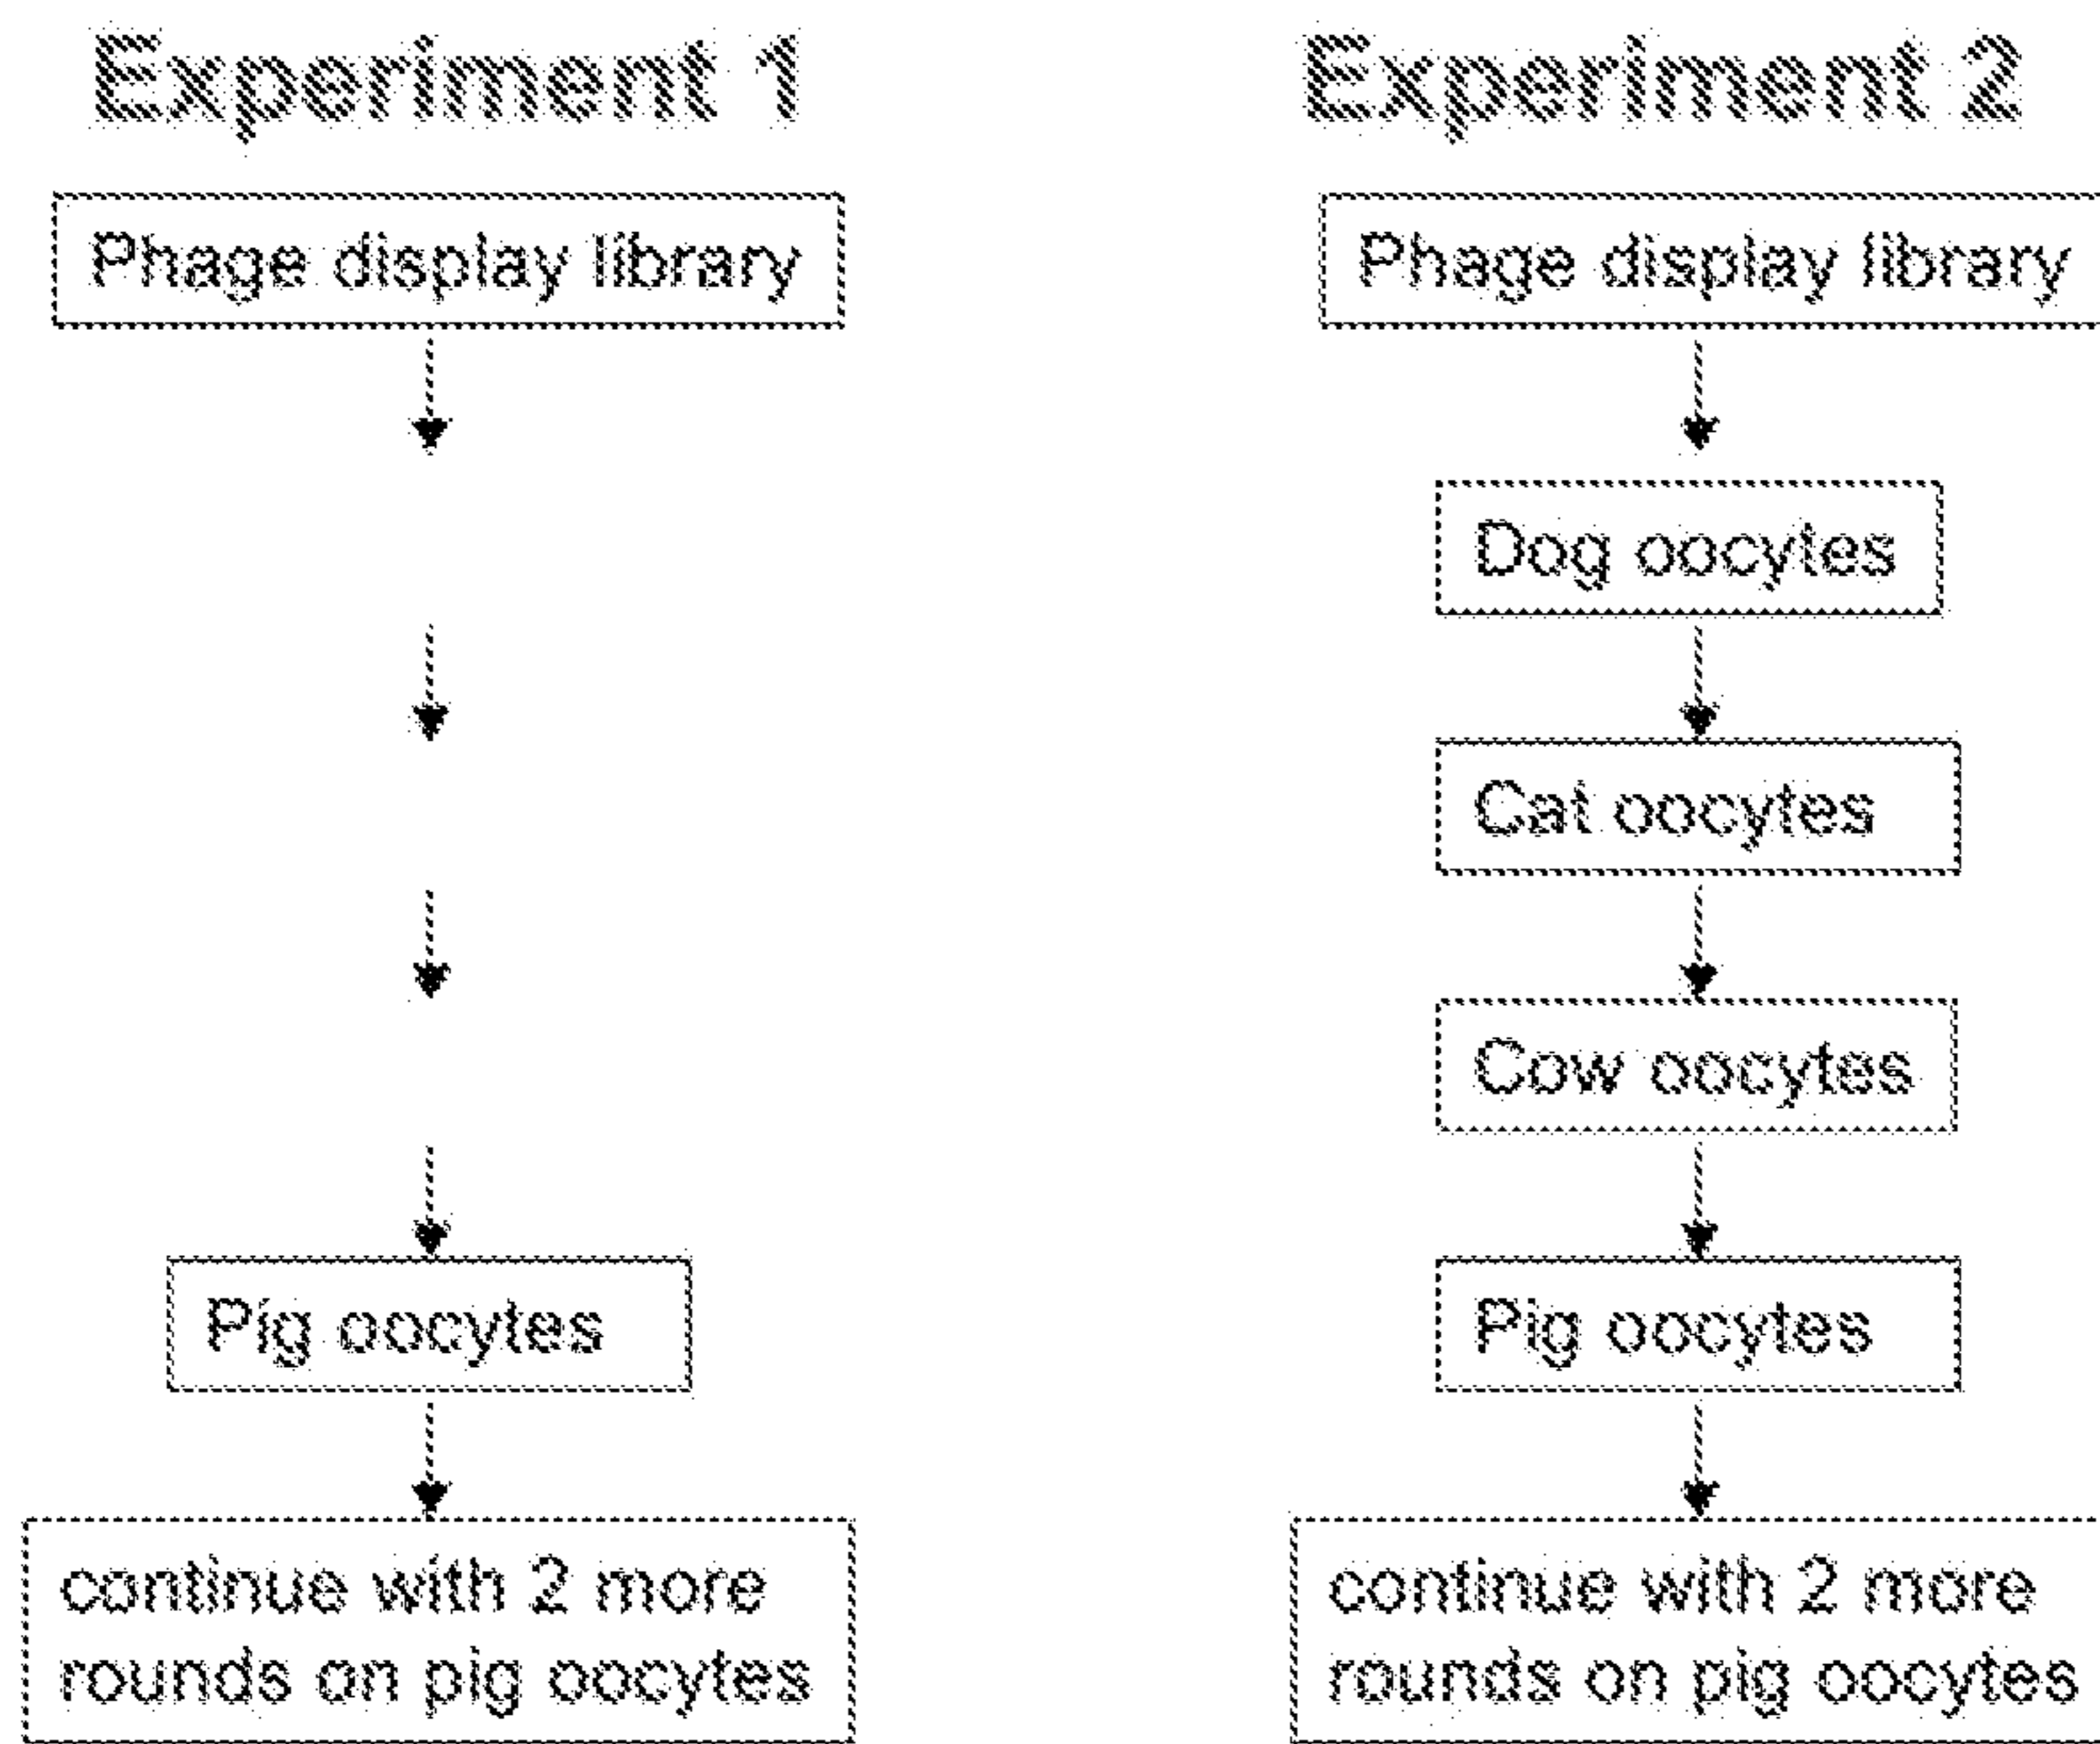 Experiment 1
Phage display library
Pig oocytes
continue with 2 more
rounds on pig oocytes
Experiment 2
Phage display library
Dog oocytes
Cat oocytes
Cow oocytes
Pig oocytes
continue with 2 more
rounds on pig oocytes